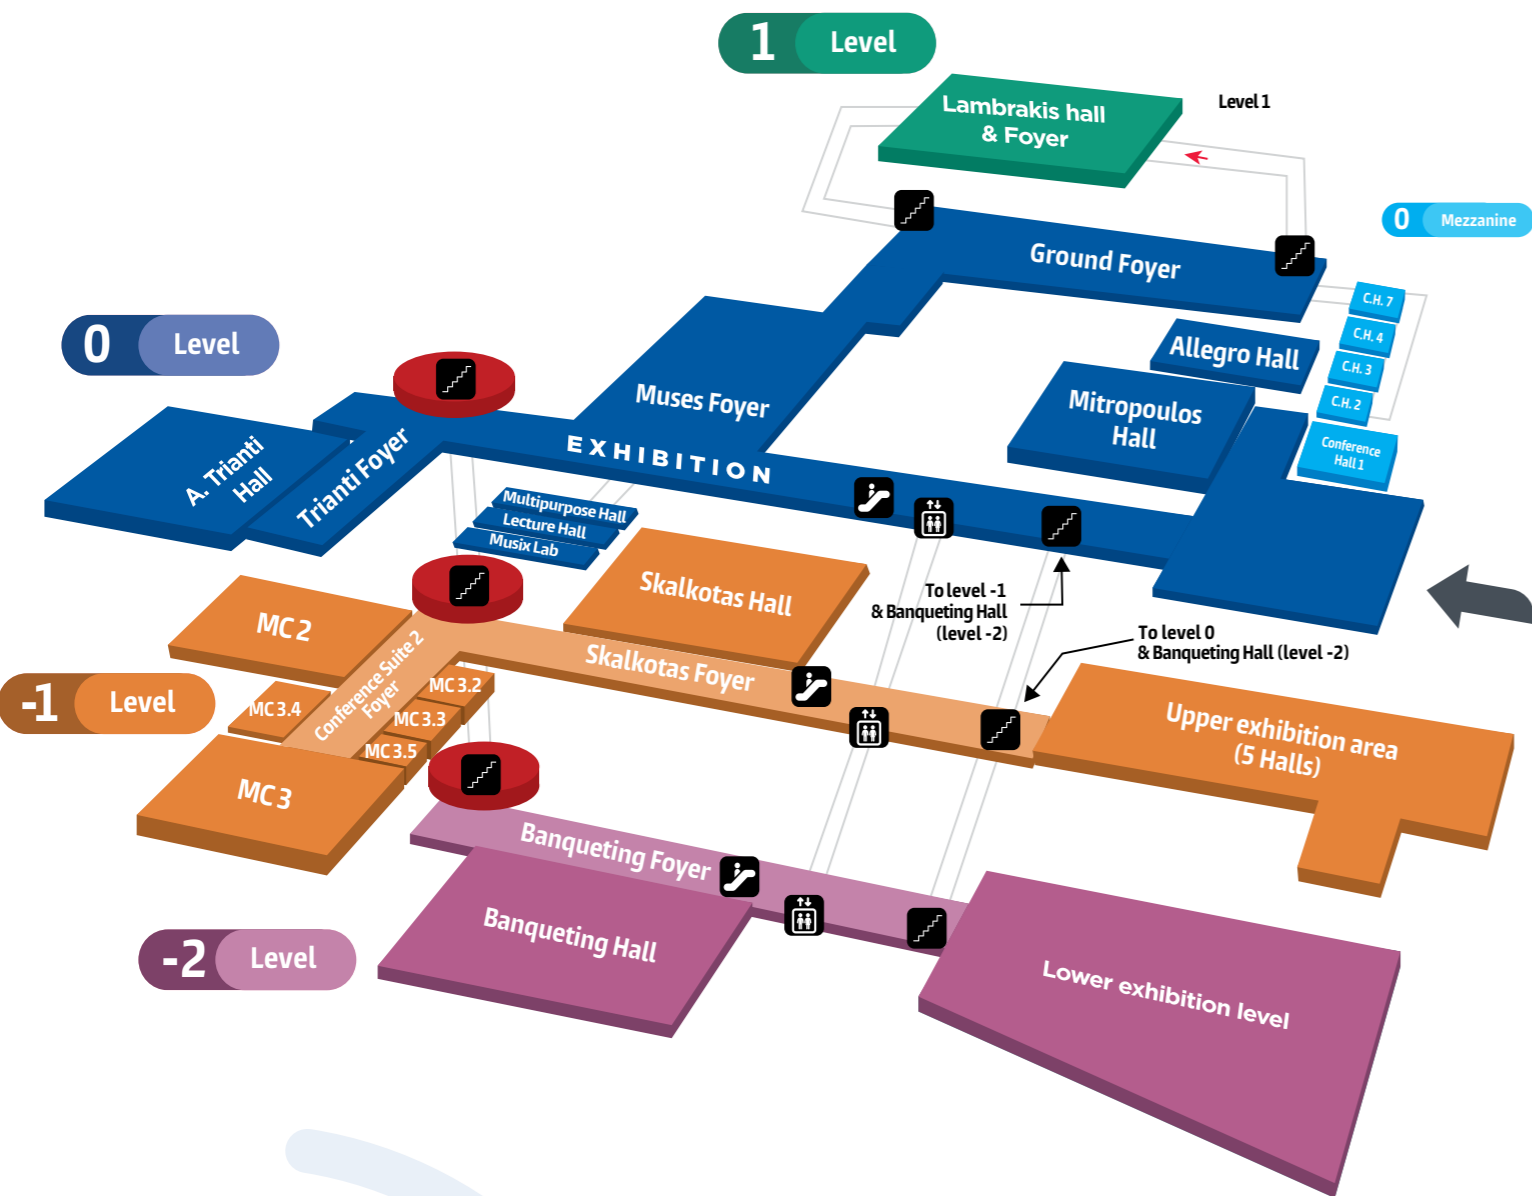 1 Level
Lambrakis hall
& Foyer
Level 1
0 Mezzanine
Ground Foyer
C.H. 7
C.H. 4
C.H. 3
C.H. 2
Conference
Hall 1
Allegro Hall
Mitropoulos
Hall
0 Level
Muses Foyer
EXHIBITION
A. Trianti
Hall
Trianti Foyer
Multipurpose Hall
Lecture Hall
Musix Lab
To level -1
& Banqueting Hall
(level -2)
To level 0
& Banqueting Hall (level -2)
Skalkotas Hall
Skalkotas Foyer
MC 2
Conference Suite 2
Foyer
MC 3.2
MC 3.3
MC 3.4
MC 3.5
MC 3
-1 Level
Upper exhibition area
(5 Halls)
Banqueting Foyer
Banqueting Hall
-2 Level
Lower exhibition level